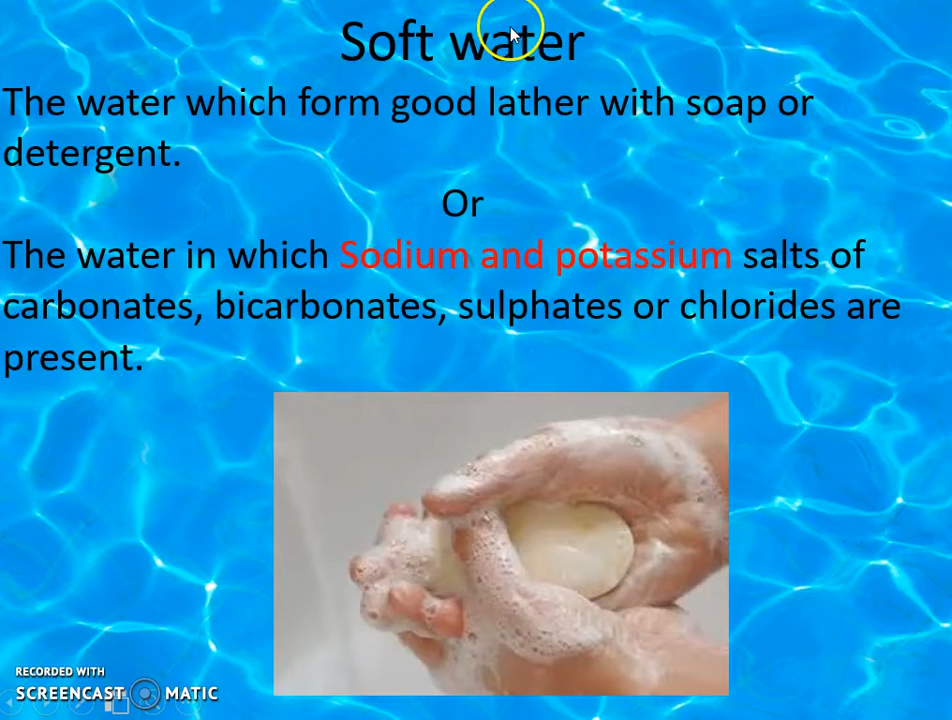 Soft water
The water which form good lather with soap or
detergent.
Or
The water in which Sodium and potassium salts of
carbonates, bicarbonates, sulphates or chlorides are
present.
RECORDED WITH
SCREENCAST MATIC